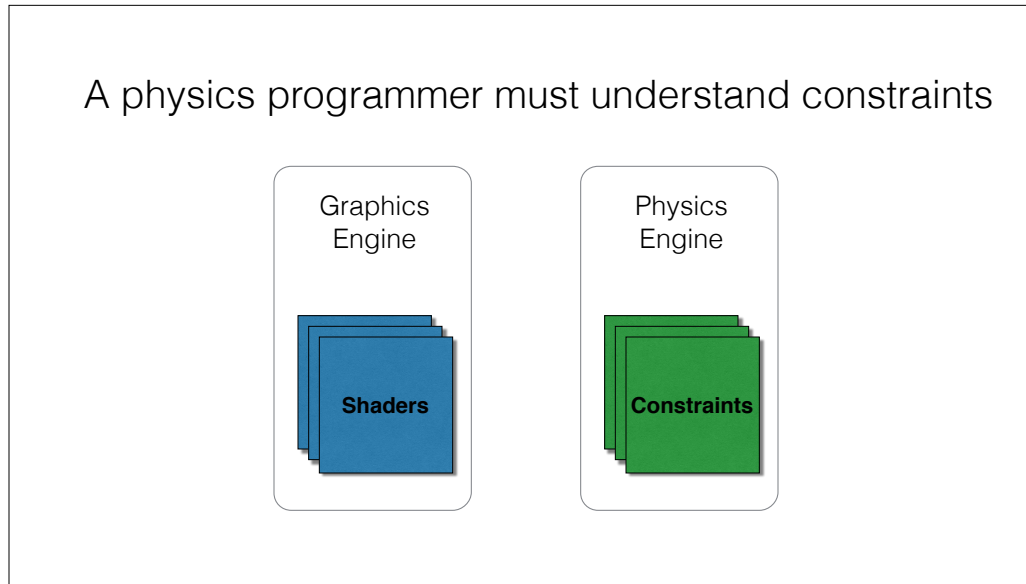 A physics programmer must understand constraints
Graphics
Engine
Physics
Engine
Shaders
Constraints